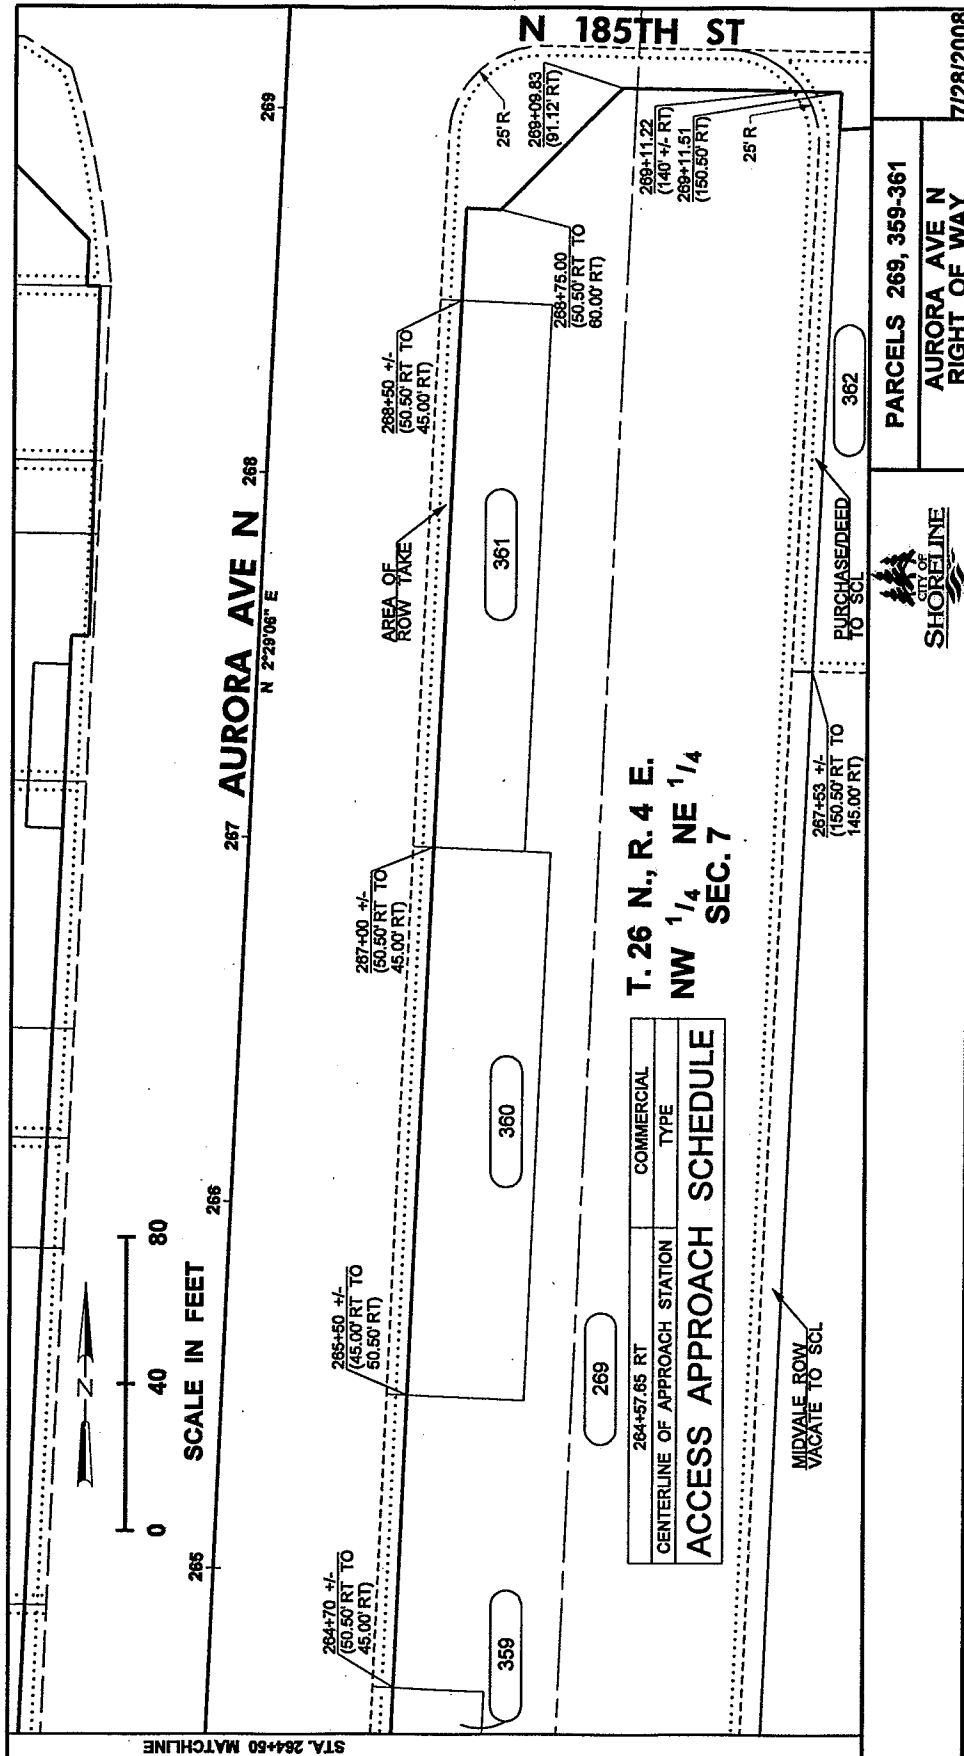 N 185TH ST
269
268
AURORA AVE N
N 2°29'06" E
267
266
265
N
0 40 80
SCALE IN FEET
STA. 264+50 MATCHLINE
25'R
269+09.83
(91.12' RT)
269+11.22
(140' +/- RT)
269+11.51
(150.50' RT)
25'R
268+75.00
(50.50' RT TO
60.00' RT)
268+50 +/-
(50.50' RT TO
45.00' RT)
AREA OF
ROW TAKE
361
362
PURCHASE/DEED
TO SCL
267+53 +/-
(150.50' RT TO
145.00' RT)
267+00 +/-
(50.50' RT TO
45.00' RT)
T. 26 N., R. 4 E.
NW 1/4 NE 1/4
SEC. 7
360
265+50 +/-
(45.00' RT TO
50.50' RT)
269
264+57.65 RT COMMERCIAL
CENTERLINE OF APPROACH STATION TYPE
ACCESS APPROACH SCHEDULE
MIDVALE ROW
VACATE TO SCL
264+70 +/-
(50.50' RT TO
45.00' RT)
359
CITY OF
SHORELINE
PARCELS 269, 359-361
AURORA AVE N
RIGHT OF WAY
7/28/2008